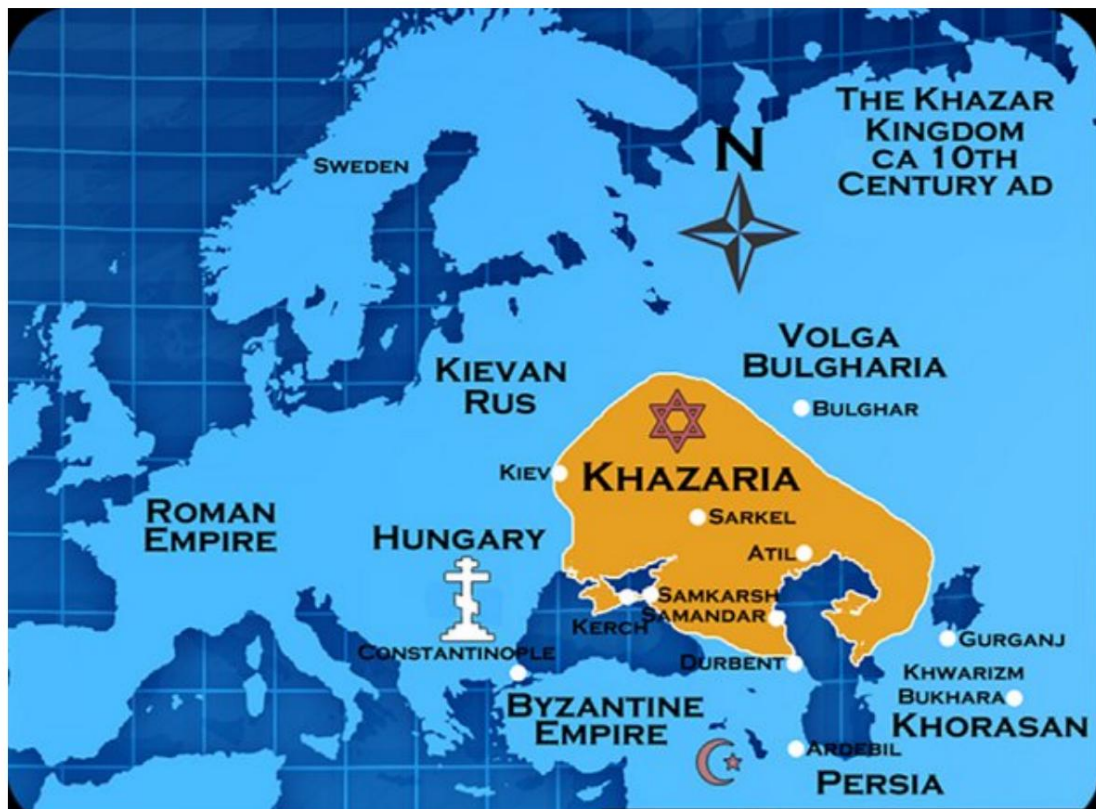 THE KHAZAR
KINGDOM
CA 10TH
CENTURY AD
N
SWEDEN
VOLGA
BULGHARIA
KIEVAN
RUS
BULGHAR
KIEV
KHAZARIA
ROMAN
EMPIRE
SARKEL
HUNGARY
ATIL
SAMKARSH
SAMANDAR
KERCH
GURGANJ
CONSTANTINOPLE
DURBENT
KHWARIZM
BUKHARA
BYZANTINE
EMPIRE
KHORASAN
ARDEBIL
PERSIA